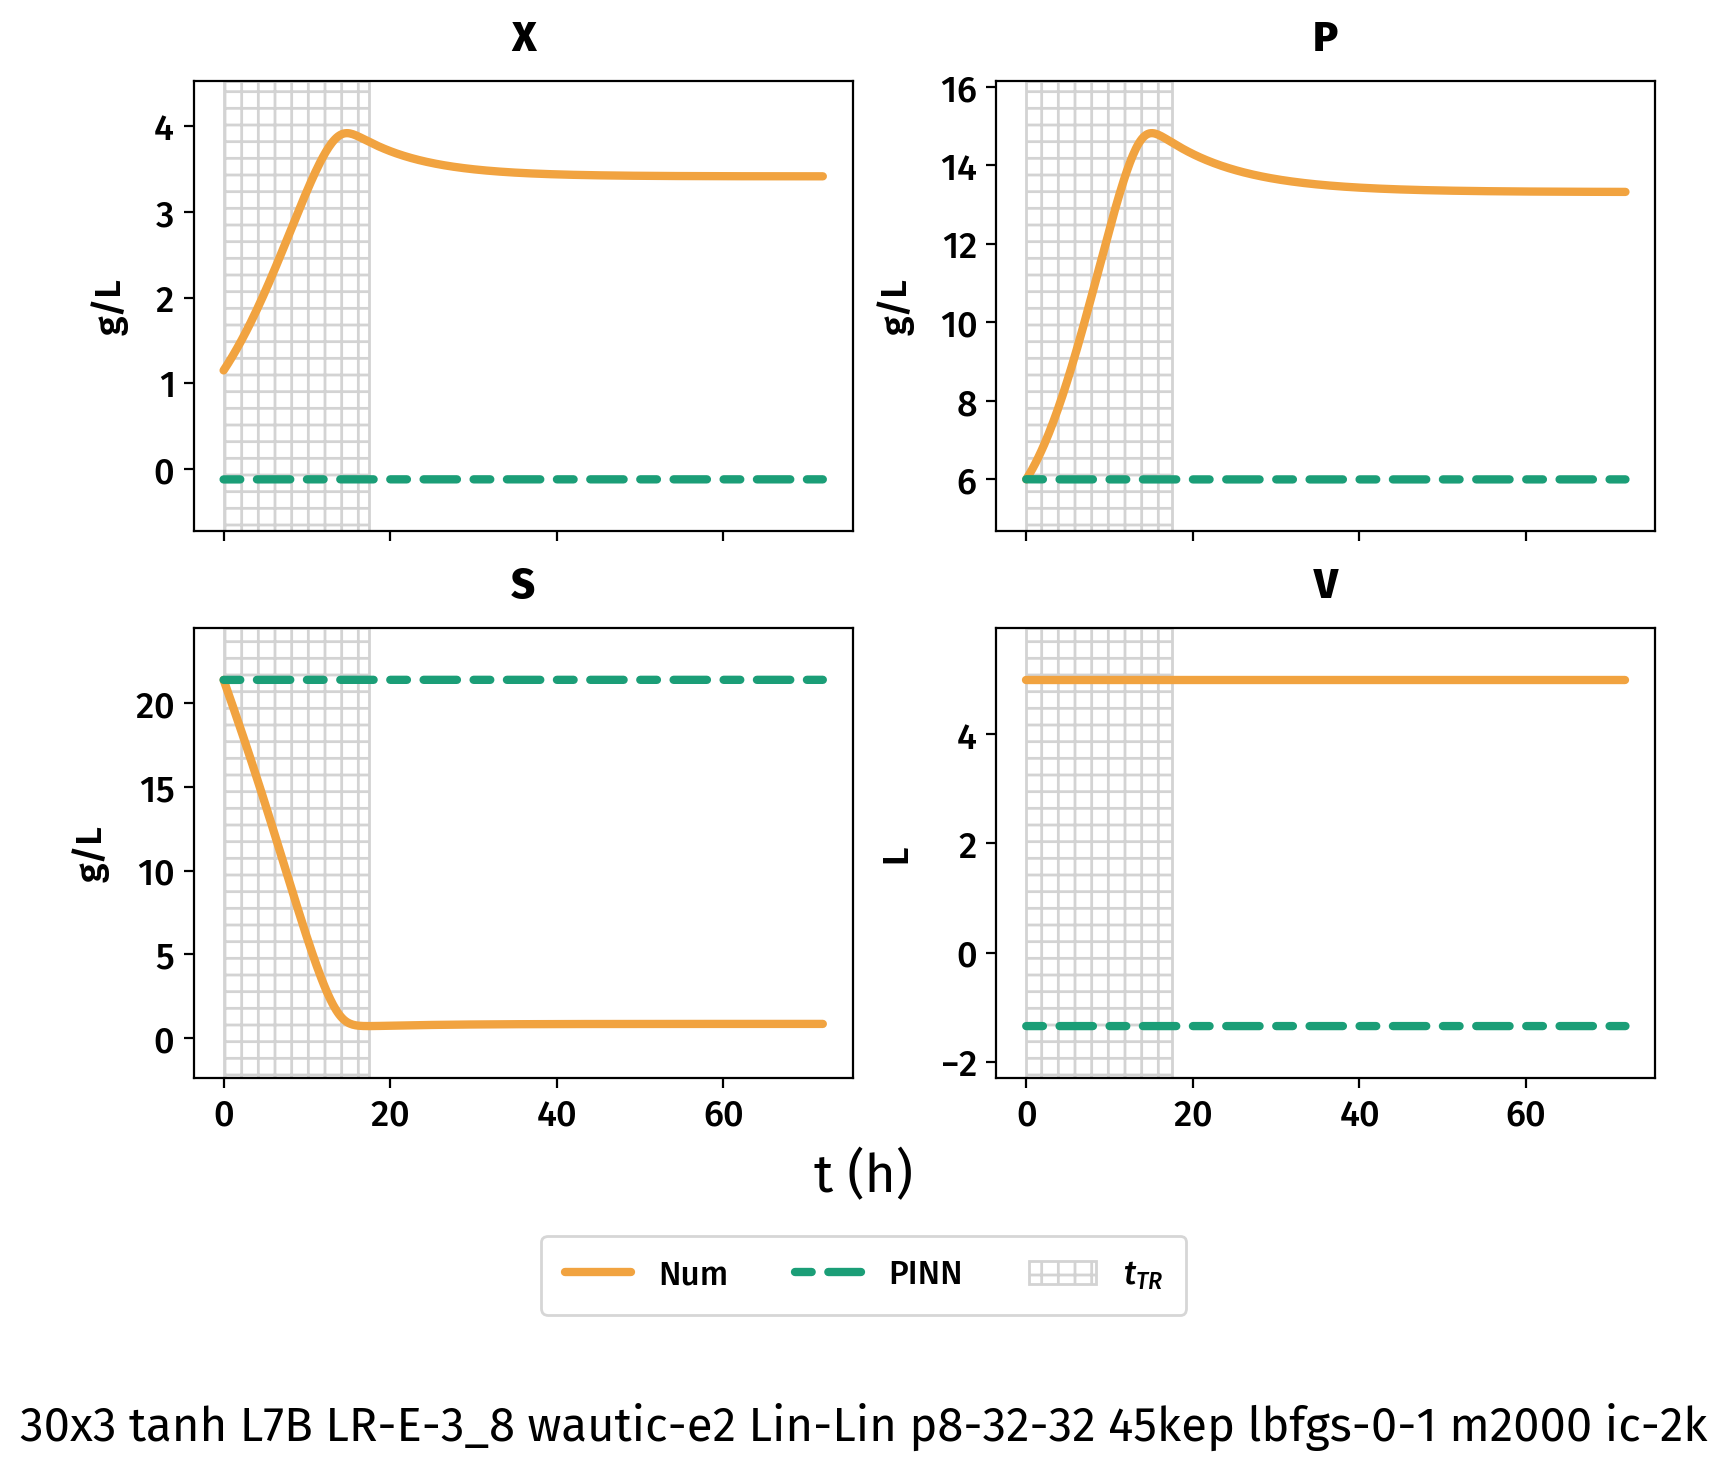 X
P
4
3
2
1
0
g/L
16
14
12
10
8
6
g/L
S
V
20
15
10
5
0
g/L
0 20 40 60
4
2
0
−2
L
0 20 40 60
t (h)
Num PINN tTR
30x3 tanh L7B LR-E-3_8 wautic-e2 Lin-Lin p8-32-32 45kep lbfgs-0-1 m2000 ic-2k